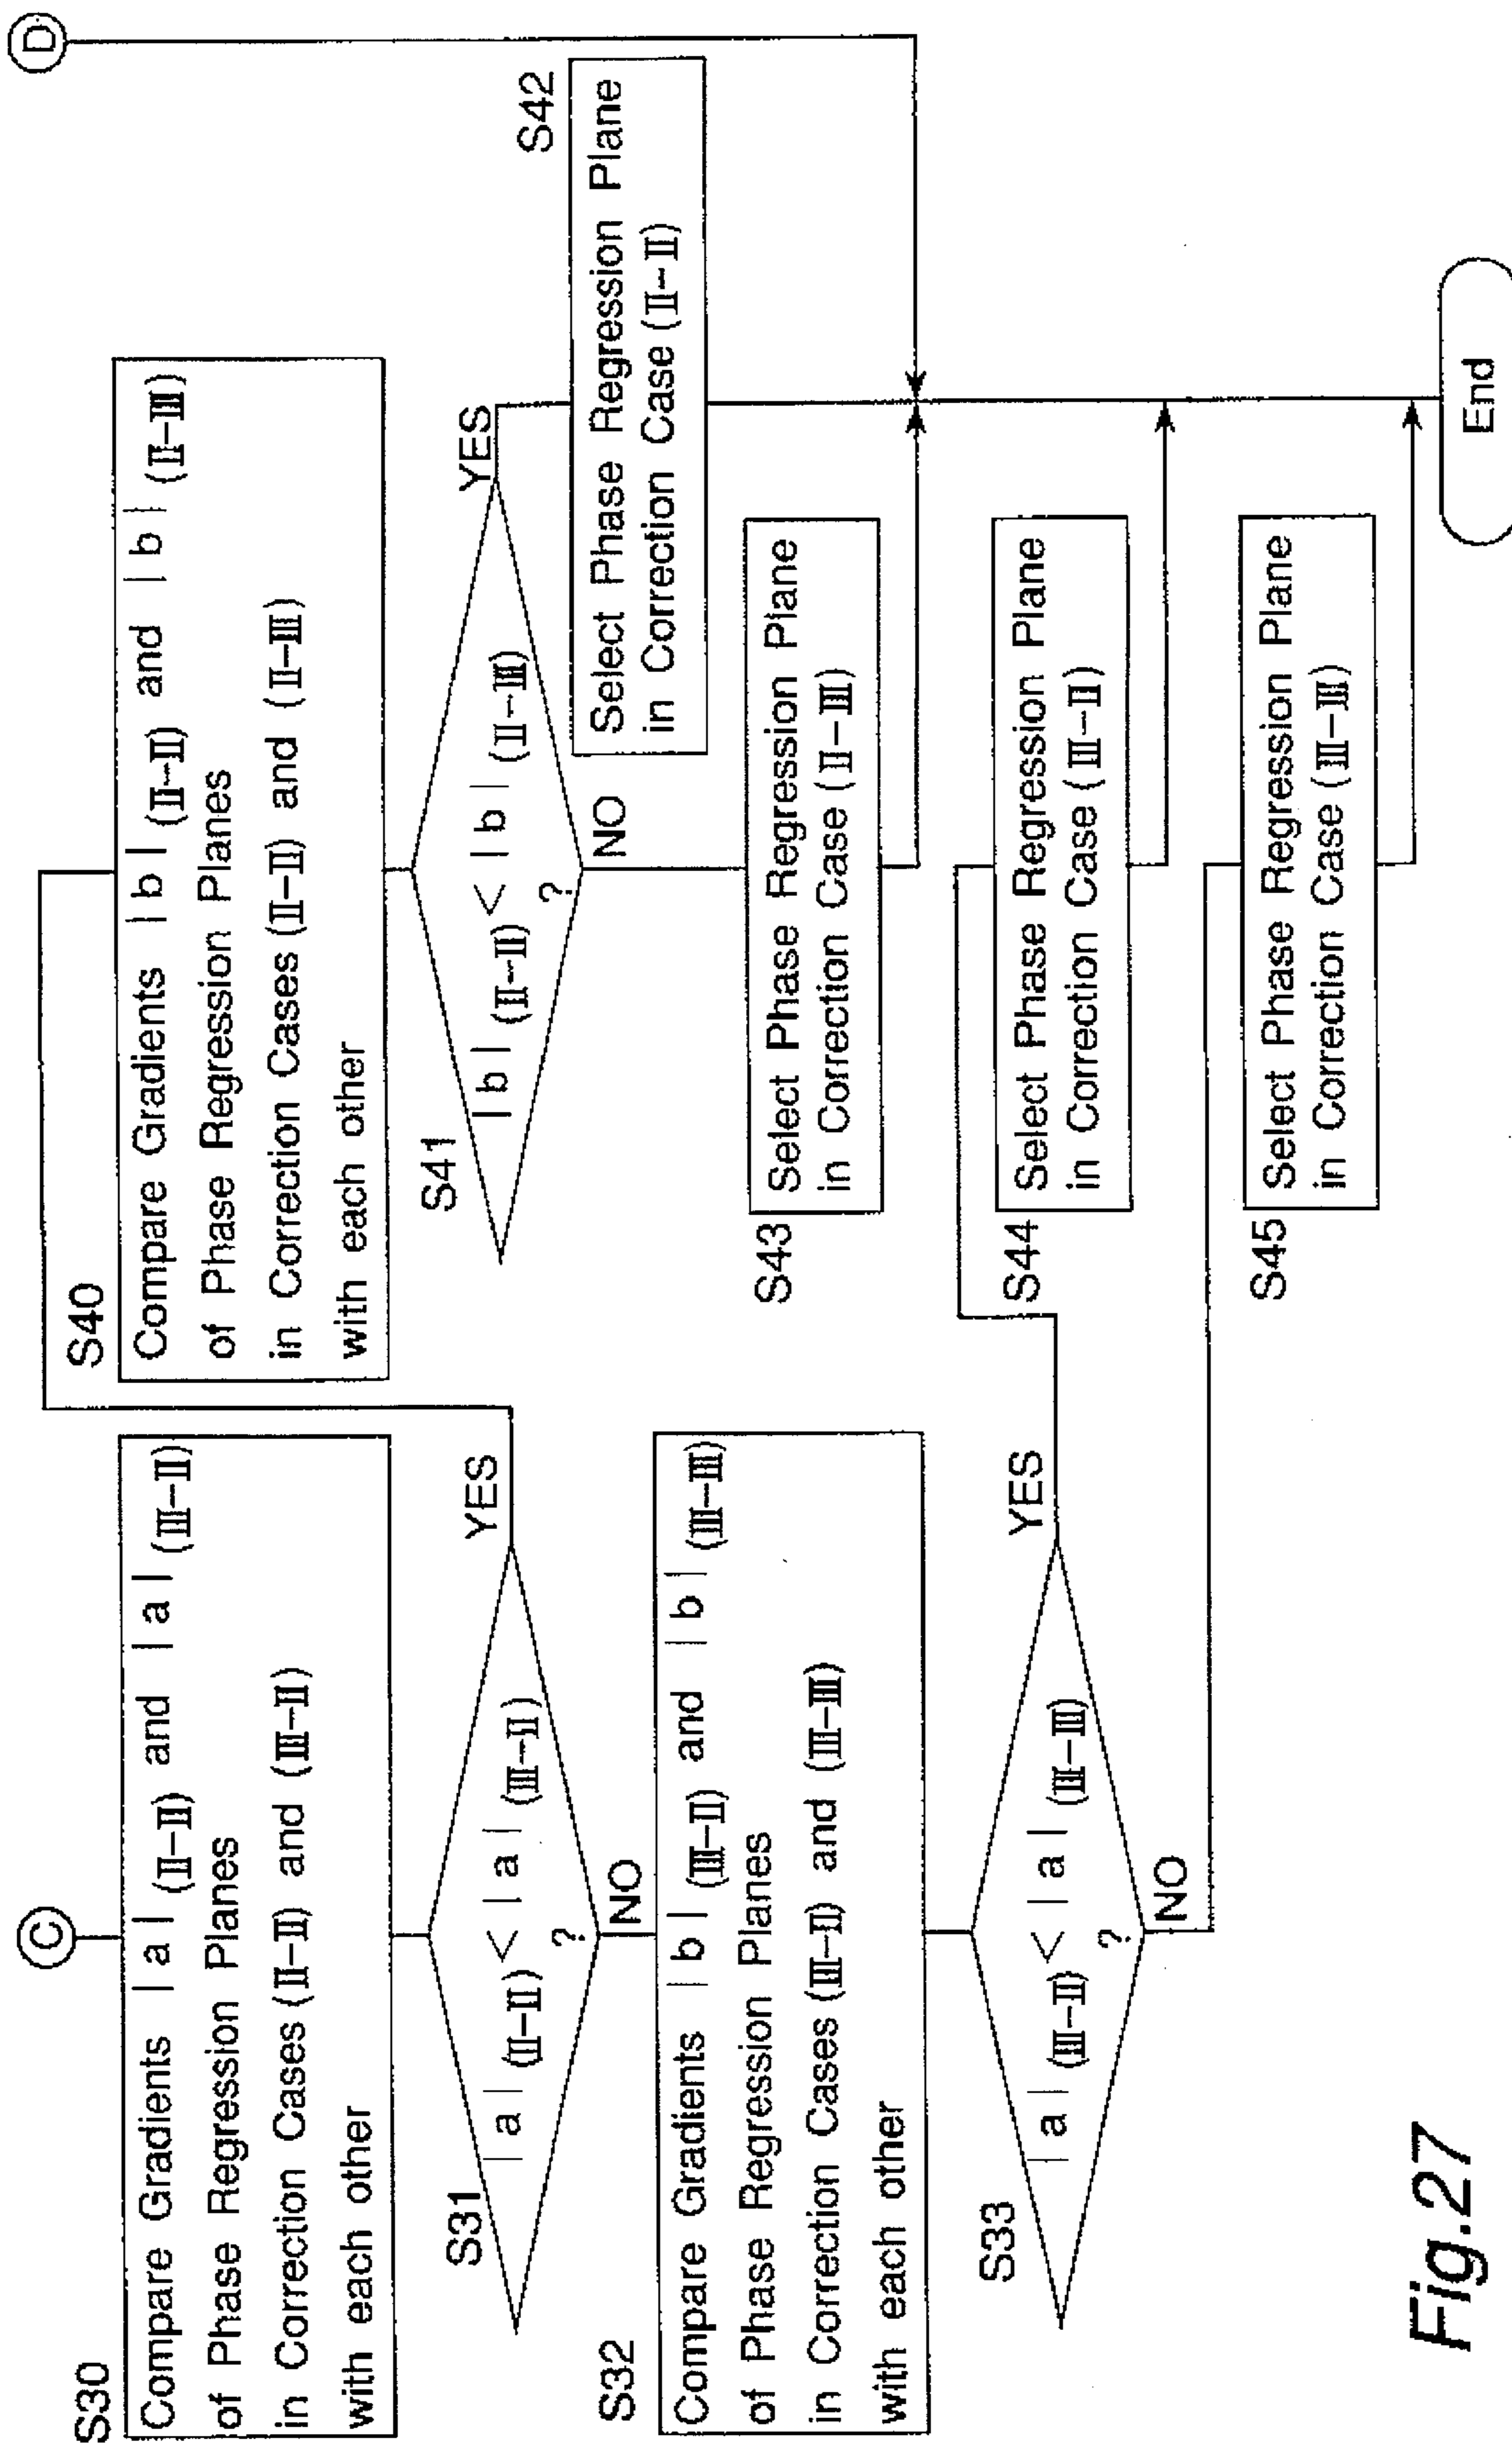 C
S30
Compare Gradients |a| (II-II) and |a| (III-II)
of Phase Regression Planes
in Correction Cases (II-II) and (III-II)
with each other
S31
|a| (II-II) < |a| (III-II)
?
YES
NO
S32
Compare Gradients |b| (III-II) and |b| (III-III)
of Phase Regression Planes
in Correction Cases (III-II) and (III-III)
with each other
S33
|a| (III-II) < |a| (III-III)
?
YES
NO
S40
Compare Gradients |b| (II-II) and |b| (II-III)
of Phase Regression Planes
in Correction Cases (II-II) and (II-III)
with each other
S41
|b| (II-II) < |b| (II-III)
?
YES
NO
S42
Select Phase Regression Plane
in Correction Case (II-II)
S43
Select Phase Regression Plane
in Correction Case (II-III)
S44
Select Phase Regression Plane
in Correction Case (III-II)
S45
Select Phase Regression Plane
in Correction Case (III-III)
D
End
Fig.27